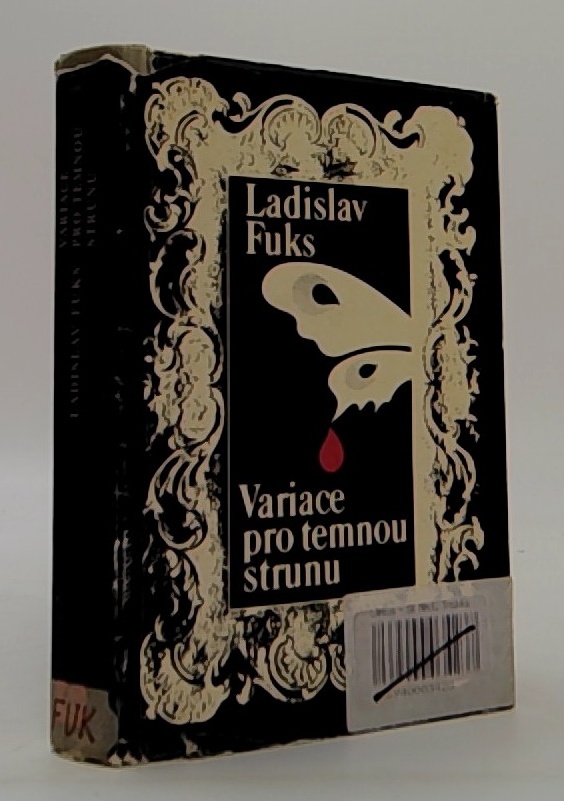 Ladislav
Fuks
Variace
pro temnou
strunu
LADISLAV FUKS
VARIACE
PRO TEMNOU
STRUNU
FUK